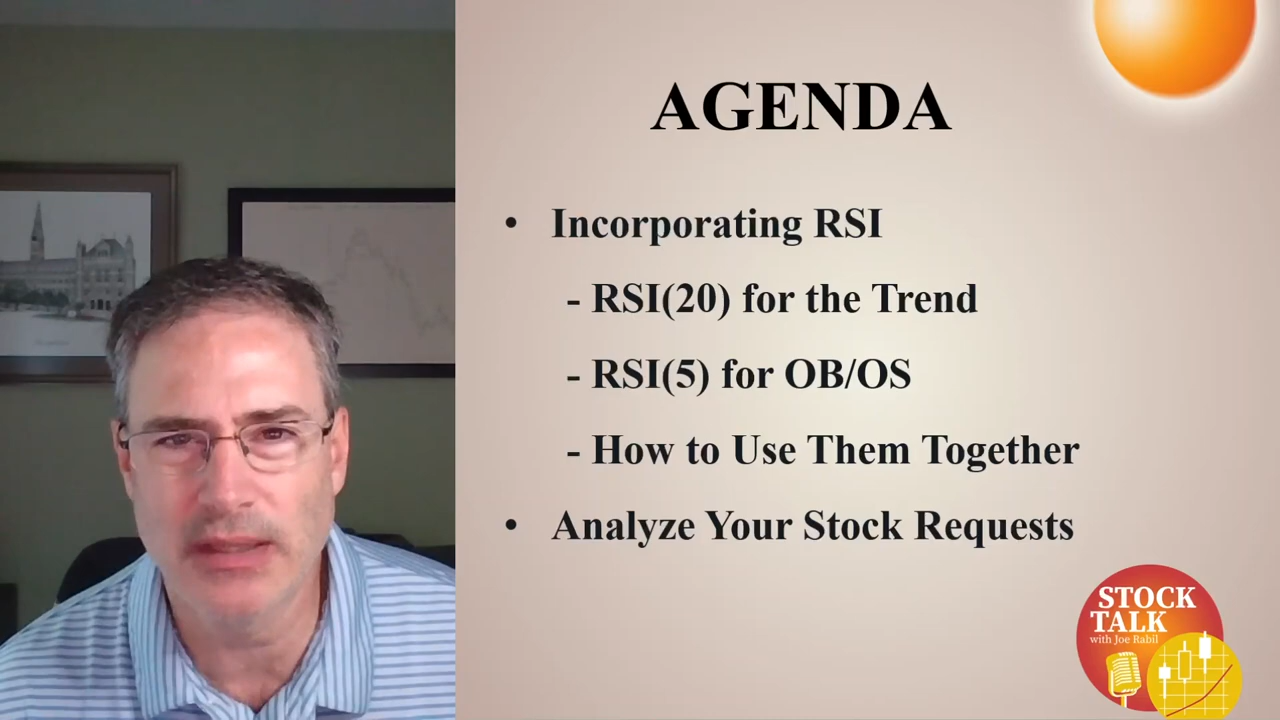 AGENDA
• Incorporating RSI
- RSI(20) for the Trend
- RSI(5) for OB/OS
- How to Use Them Together
• Analyze Your Stock Requests
STOCK
TALK
with Joe Rabil